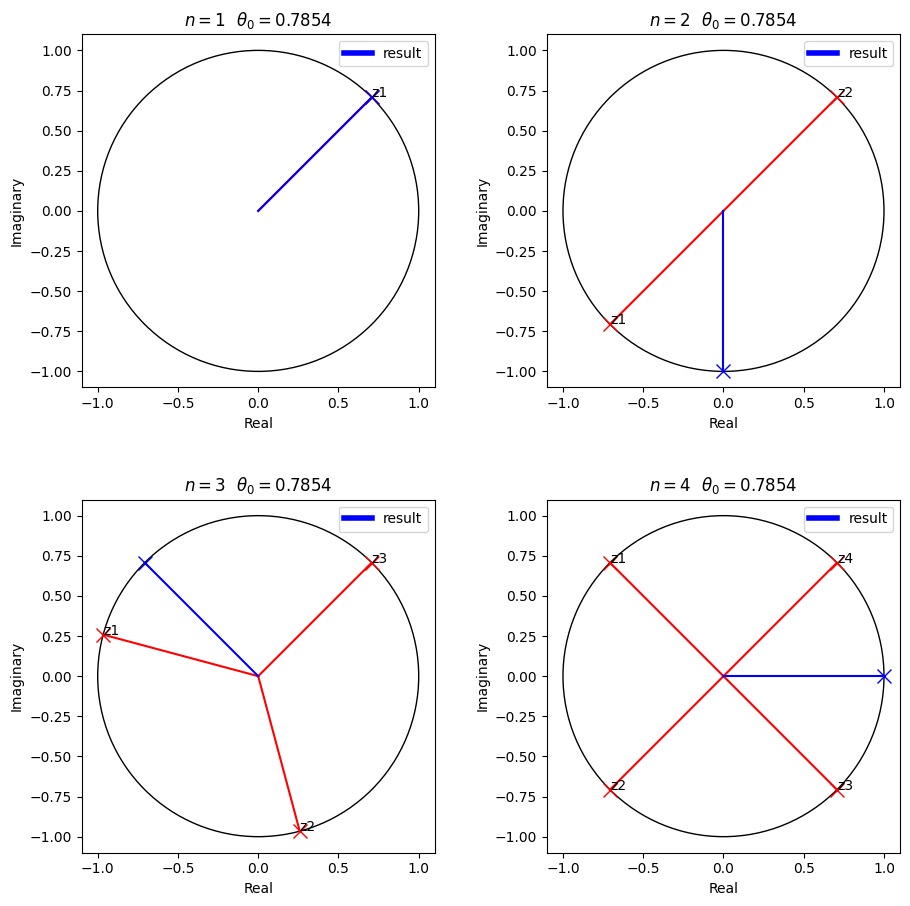 n = 1 θ₀ = 0.7854
1.00
0.75
0.50
0.25
0.00
−0.25
−0.50
−0.75
−1.00
Imaginary
result
z1
−1.0 −0.5 0.0 0.5 1.0
Real
n = 2 θ₀ = 0.7854
1.00
0.75
0.50
0.25
0.00
−0.25
−0.50
−0.75
−1.00
Imaginary
result
z2
z1
−1.0 −0.5 0.0 0.5 1.0
Real
n = 3 θ₀ = 0.7854
1.00
0.75
0.50
0.25
0.00
−0.25
−0.50
−0.75
−1.00
Imaginary
result
z3
z1
z2
−1.0 −0.5 0.0 0.5 1.0
Real
n = 4 θ₀ = 0.7854
1.00
0.75
0.50
0.25
0.00
−0.25
−0.50
−0.75
−1.00
Imaginary
result
z1 z4
z2 z3
−1.0 −0.5 0.0 0.5 1.0
Real